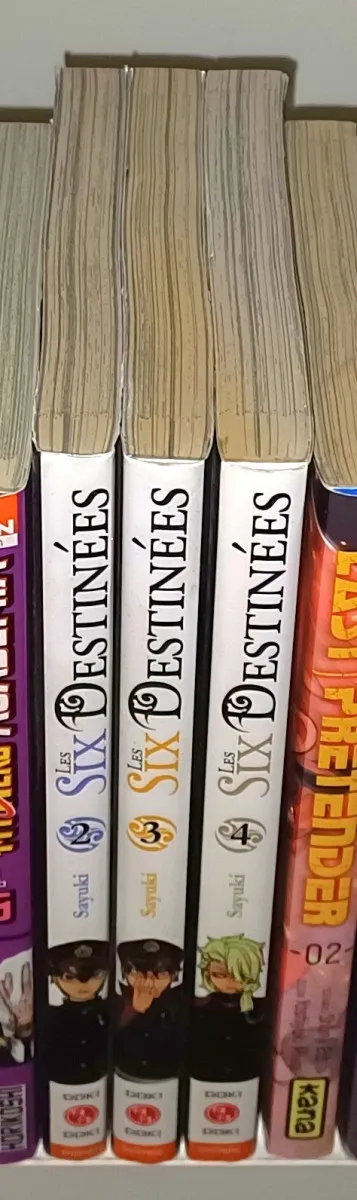 LES
SIX DESTINÉES
2
Sayuki
DOKI
DOKI
LES
SIX DESTINÉES
3
Sayuki
DOKI
DOKI
LES
SIX DESTINÉES
4
Sayuki
DOKI
DOKI
PRETENDER
-02-
kana